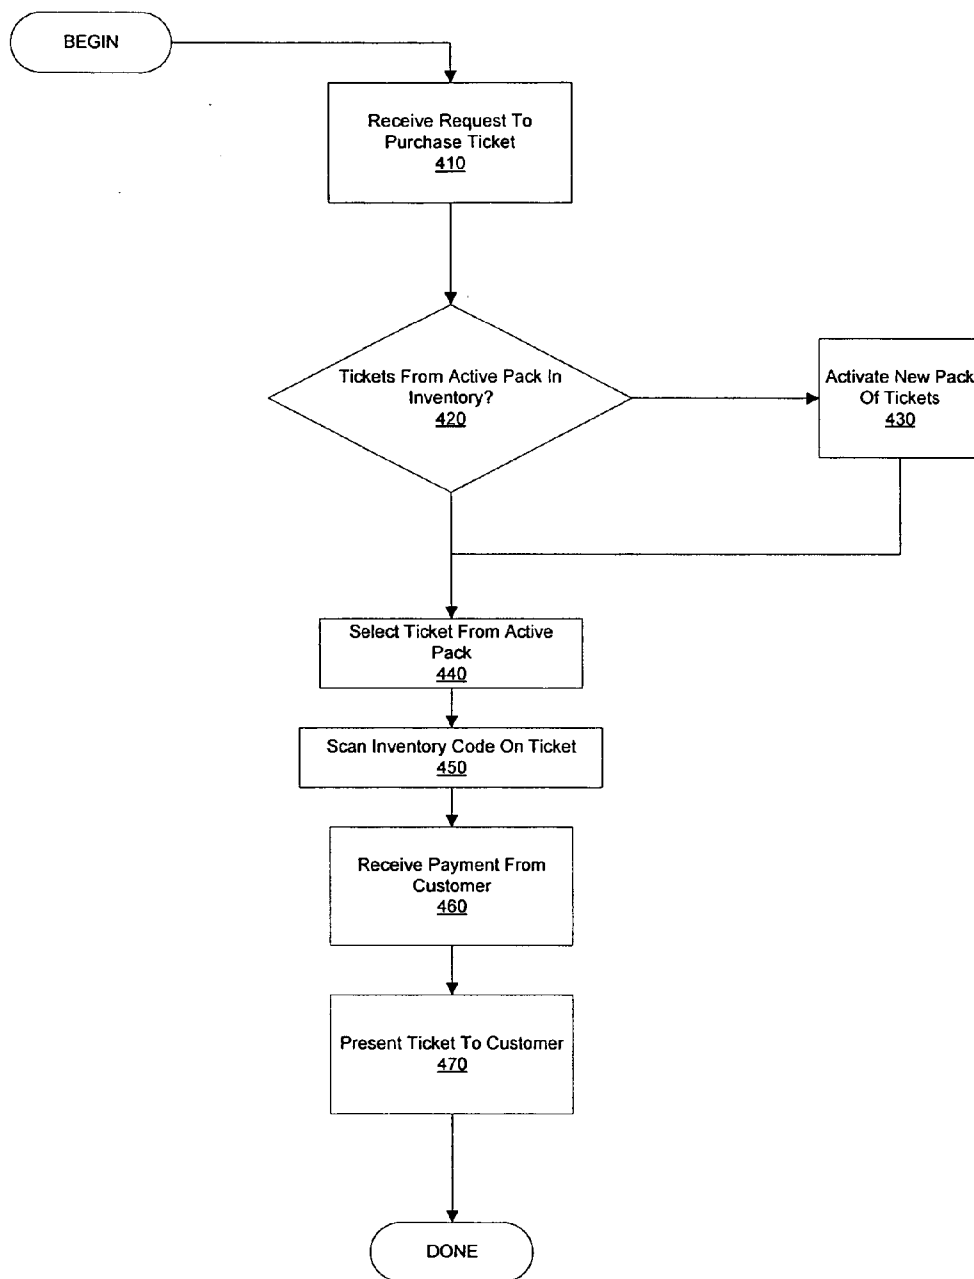 BEGIN
Receive Request To
Purchase Ticket
410
Tickets From Active Pack In
Inventory?
420
Activate New Pack
Of Tickets
430
Select Ticket From Active
Pack
440
Scan Inventory Code On Ticket
450
Receive Payment From
Customer
460
Present Ticket To Customer
470
DONE